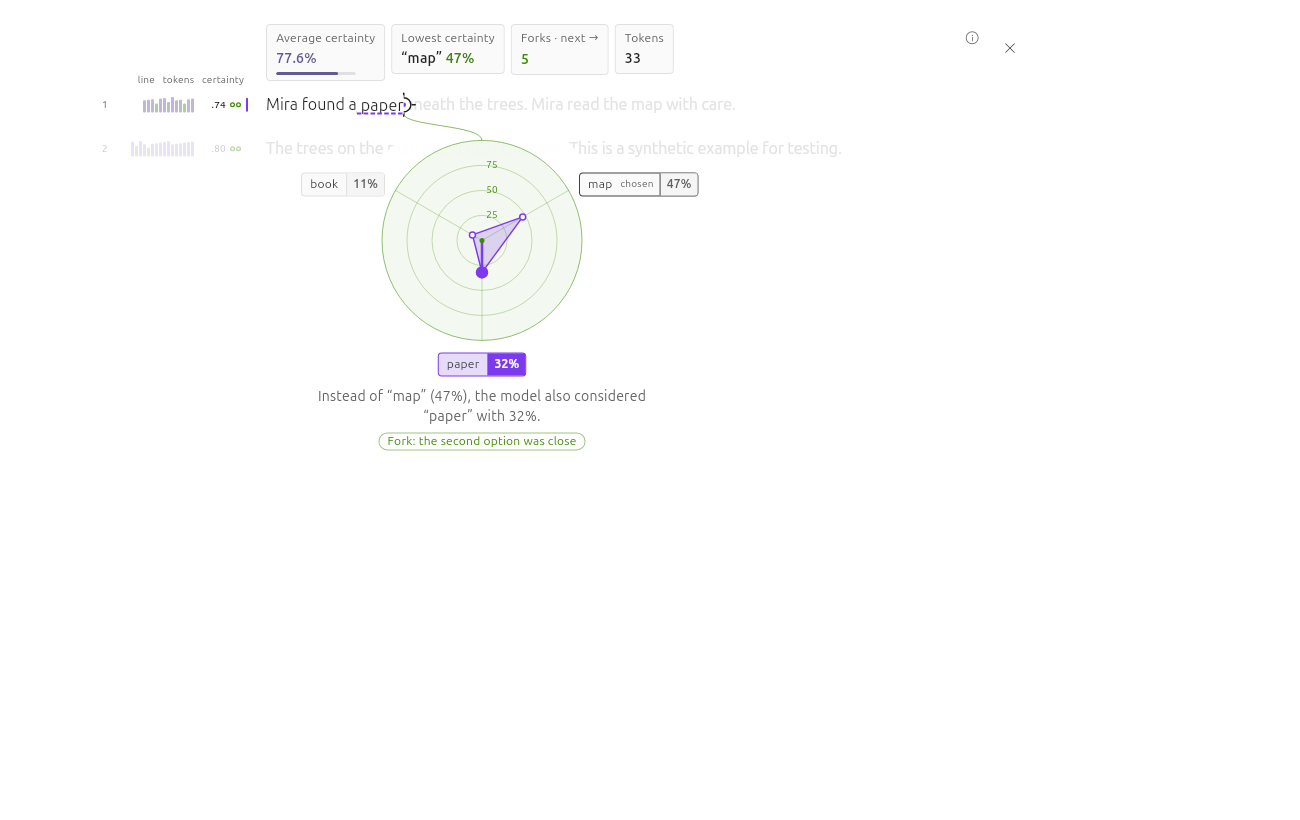 Average certainty
77.6%
Lowest certainty
“map” 47%
Forks · next →
5
Tokens
33
line tokens certainty
1 .74 Mira found a paper neath the trees. Mira read the map with care.
2 .80 The trees on the This is a synthetic example for testing.
75
50
25
book 11%
map chosen 47%
paper 32%
Instead of “map” (47%), the model also considered
“paper” with 32%.
Fork: the second option was close